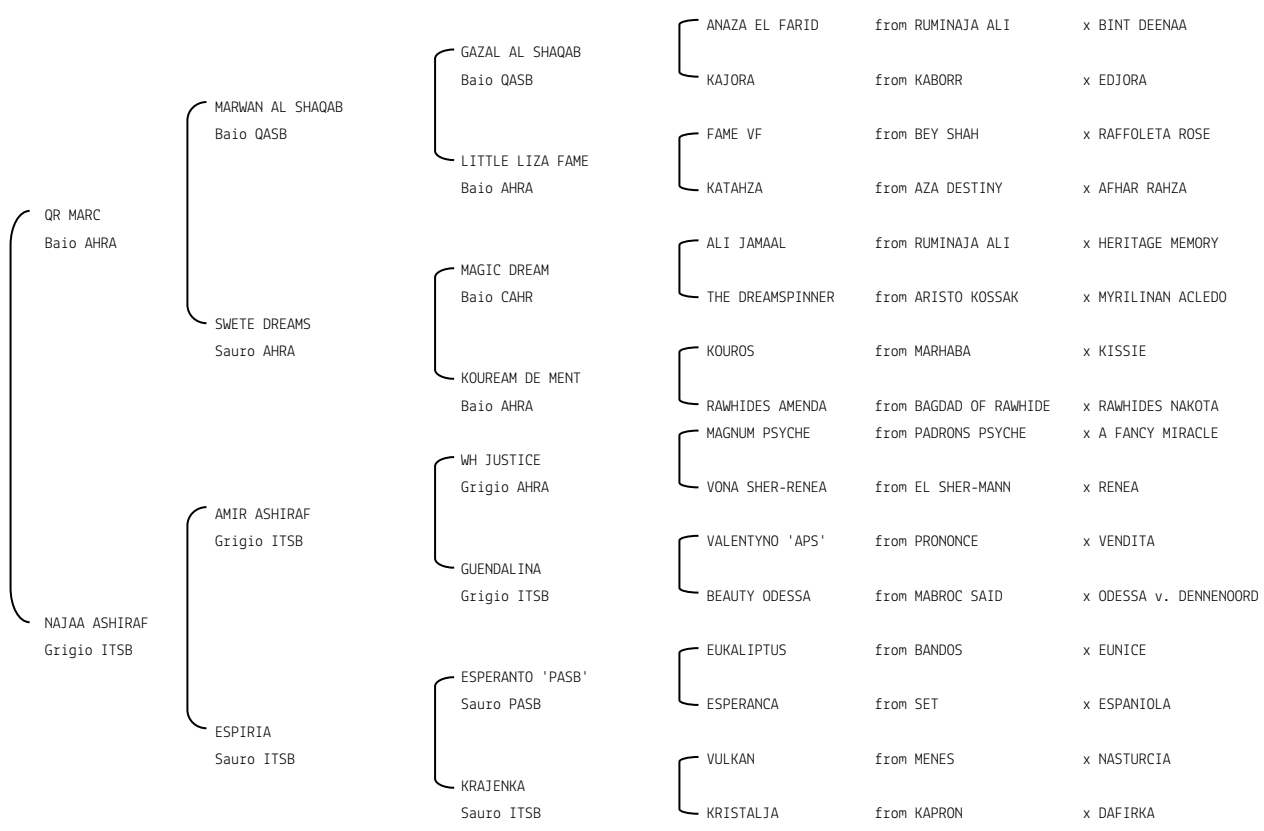 ANAZA EL FARID from RUMINAJA ALI x BINT DEENAA
GAZAL AL SHAQAB
Baio QASB KAJORA from KABORR x EDJORA
MARWAN AL SHAQAB
Baio QASB FAME VF from BEY SHAH x RAFFOLETA ROSE
LITTLE LIZA FAME
Baio AHRA KATAHZA from AZA DESTINY x AFHAR RAHZA
QR MARC
Baio AHRA ALI JAMAAL from RUMINAJA ALI x HERITAGE MEMORY
MAGIC DREAM
Baio CAHR THE DREAMSPINNER from ARISTO KOSSAK x MYRILINAN ACLEDO
SWETE DREAMS
Sauro AHRA KOUROS from MARHABA x KISSIE
KOUREAM DE MENT
Baio AHRA RAWHIDES AMENDA from BAGDAD OF RAWHIDE x RAWHIDES NAKOTA
MAGNUM PSYCHE from PADRONS PSYCHE x A FANCY MIRACLE
WH JUSTICE
Grigio AHRA VONA SHER-RENEA from EL SHER-MANN x RENEA
AMIR ASHIRAF
Grigio ITSB VALENTYNO 'APS' from PRONONCE x VENDITA
GUENDALINA
Grigio ITSB BEAUTY ODESSA from MABROC SAID x ODESSA v. DENNENOORD
NAJAA ASHIRAF
Grigio ITSB EUKALIPTUS from BANDOS x EUNICE
ESPERANTO 'PASB'
Sauro PASB ESPERANCA from SET x ESPANIOLA
ESPIRIA
Sauro ITSB VULKAN from MENES x NASTURCIA
KRAJENKA
Sauro ITSB KRISTALJA from KAPRON x DAFIRKA